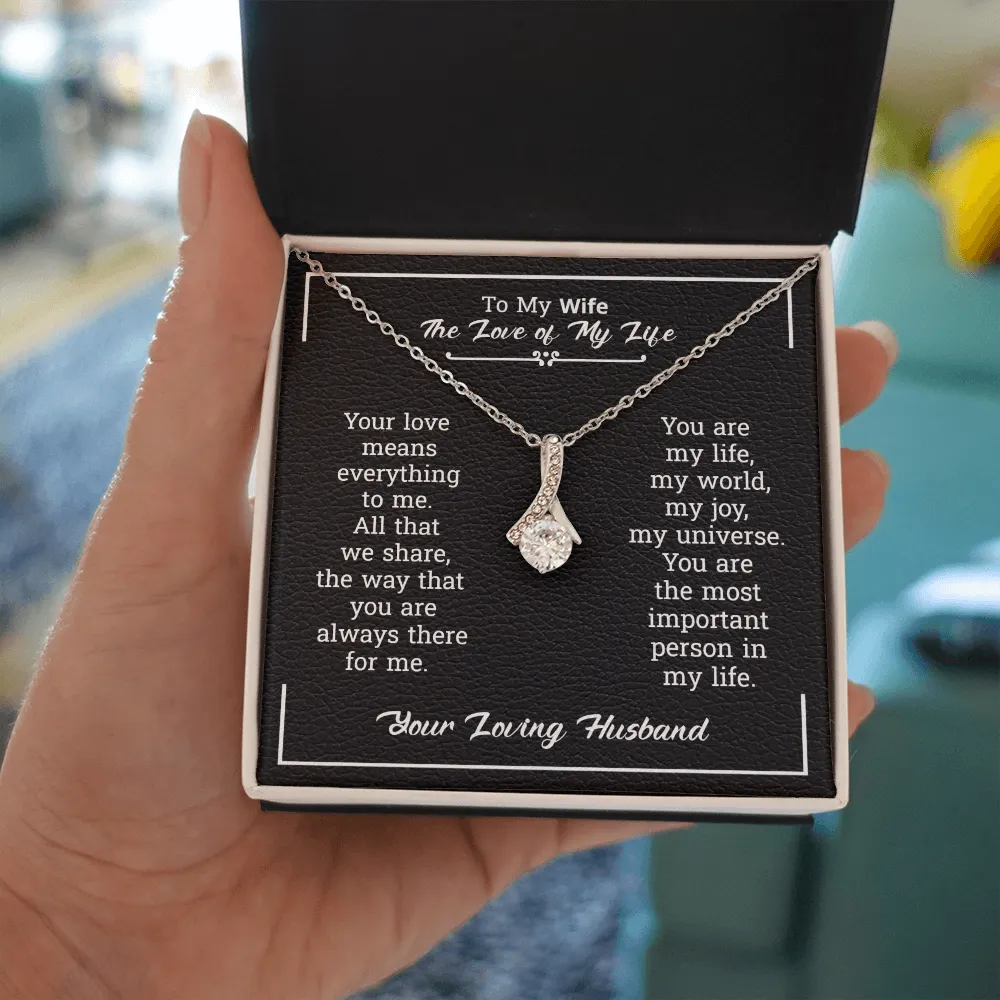 To My Wife
The Love of My Life
Your love
means
everything
to me.
All that
we share,
the way that
you are
always there
for me.
You are
my life,
my world,
my joy,
my universe.
You are
the most
important
person in
my life.
Your Loving Husband